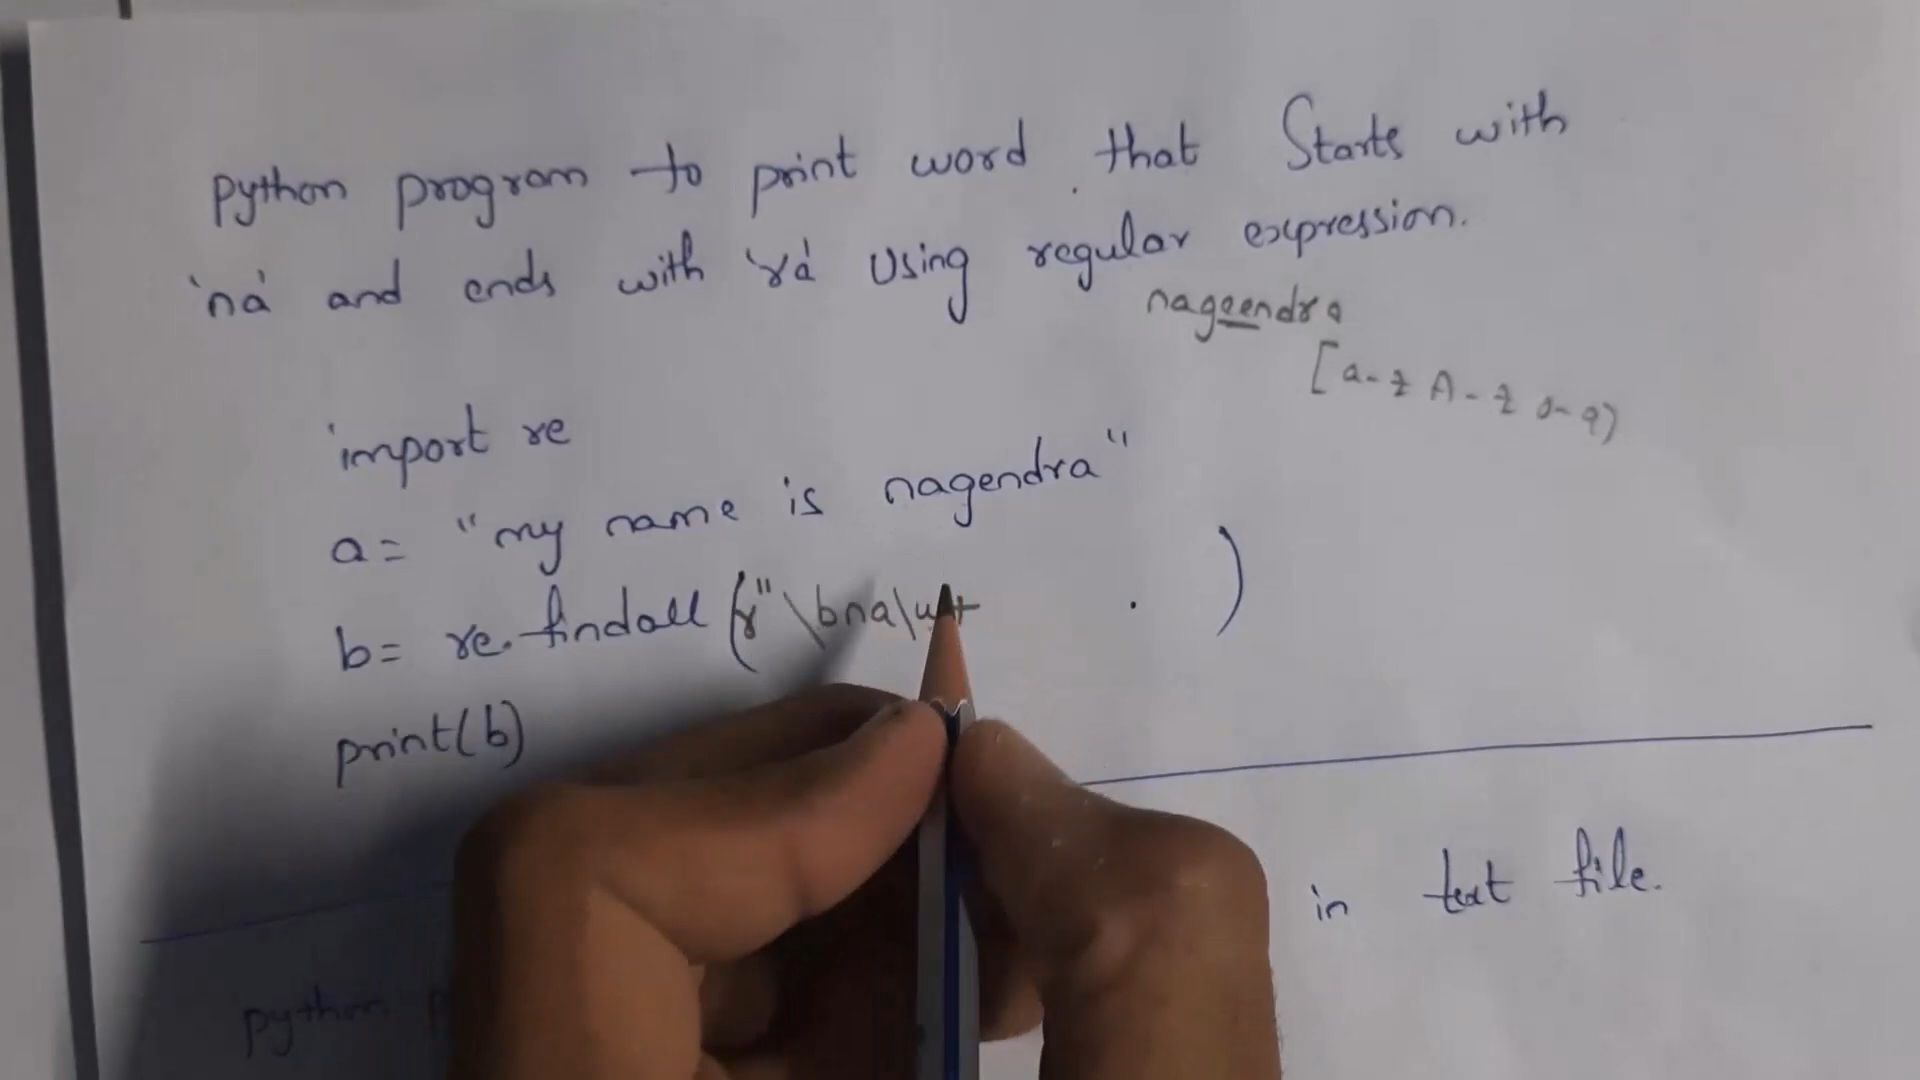 python program to print word that Starts with
'na' and ends with 'ra' Using regular expression.
nageendra
[a-z A-z 0-9)
import re
a= "my name is nagendra"
b= re.findall (r"\bna\w+ )
print(b)
in text file.
python